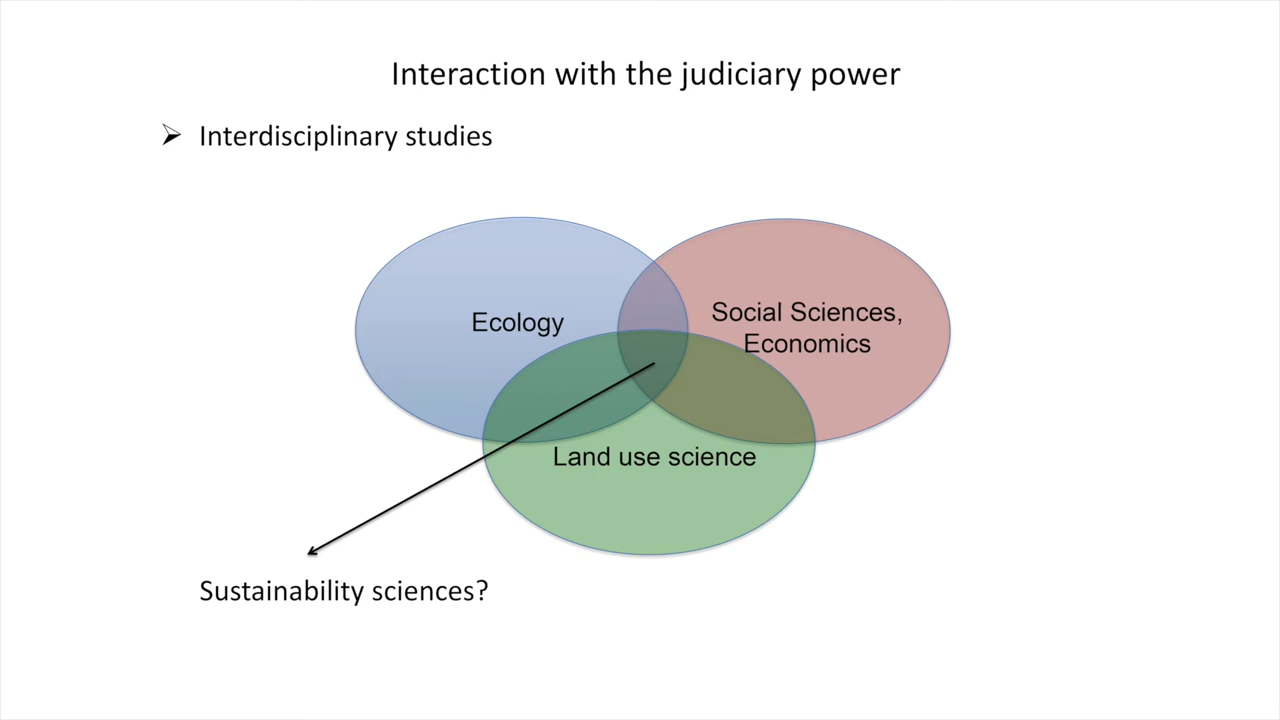 Interaction with the judiciary power
Interdisciplinary studies
Ecology
Social Sciences,
Economics
Land use science
Sustainability sciences?